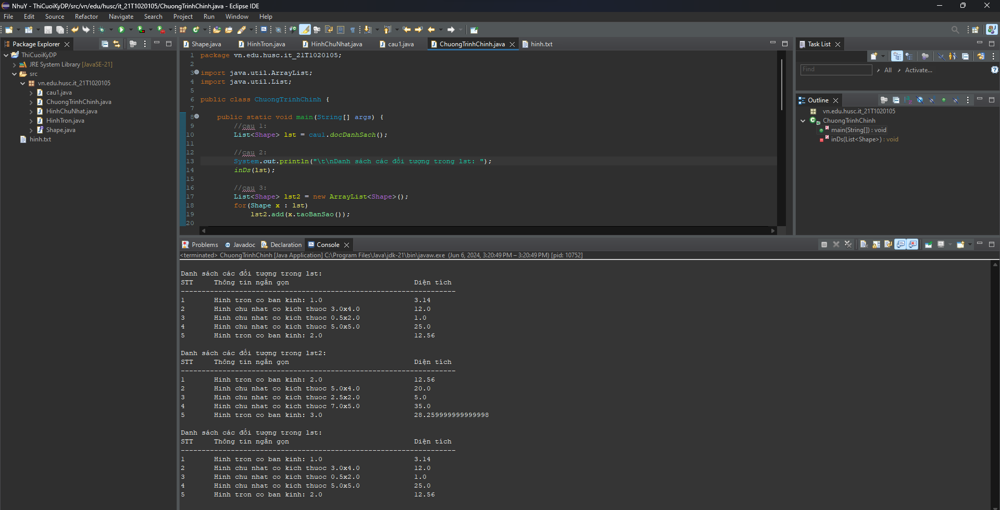 NhuY - ThiCuoiKyDP/src/vn/edu/husc/it_21T1020105/ChuongTrinhChinh.java - Eclipse IDE
File Edit Source Refactor Navigate Search Project Run Window Help
Package Explorer
ThiCuoiKyDP
JRE System Library [JavaSE-21]
src
vn.edu.husc.it_21T1020105
cau1.java
ChuongTrinhChinh.java
HinhChuNhat.java
HinhTron.java
Shape.java
hinh.txt
Shape.java HinhTron.java HinhChuNhat.java cau1.java ChuongTrinhChinh.java hinh.txt
1 package vn.edu.husc.it_21T1020105;
2
3 import java.util.ArrayList;
4 import java.util.List;
5
6 public class ChuongTrinhChinh {
7
8 public static void main(String[] args) {
9 //cau 1:
10 List<Shape> lst = cau1.docDanhSach();
11
12 //cau 2:
13 System.out.println("\t\nDanh sách các đối tượng trong lst: ");
14 inDs(lst);
15
16 //cau 3:
17 List<Shape> lst2 = new ArrayList<Shape>();
18 for(Shape x : lst)
19 lst2.add(x.taoBanSao());
20
Task List
Find All Activate...
Outline
vn.edu.husc.it_21T1020105
ChuongTrinhChinh
main(String[]) : void
inDs(List<Shape>) : void
Problems @ Javadoc Declaration Console
<terminated> ChuongTrinhChinh [Java Application] C:\Program Files\Java\jdk-21\bin\javaw.exe (Jun 6, 2024, 3:20:49 PM – 3:20:49 PM) [pid: 10752]
Danh sách các đối tượng trong lst:
STT Thông tin ngắn gọn Diện tích
------------------------------------------------------------------
1 Hinh tron co ban kinh: 1.0 3.14
2 Hinh chu nhat co kich thuoc 3.0x4.0 12.0
3 Hinh chu nhat co kich thuoc 0.5x2.0 1.0
4 Hinh chu nhat co kich thuoc 5.0x5.0 25.0
5 Hinh tron co ban kinh: 2.0 12.56
Danh sách các đối tượng trong lst2:
STT Thông tin ngắn gọn Diện tích
------------------------------------------------------------------
1 Hinh tron co ban kinh: 2.0 12.56
2 Hinh chu nhat co kich thuoc 5.0x4.0 20.0
3 Hinh chu nhat co kich thuoc 2.5x2.0 5.0
4 Hinh chu nhat co kich thuoc 7.0x5.0 35.0
5 Hinh tron co ban kinh: 3.0 28.259999999999998
Danh sách các đối tượng trong lst:
STT Thông tin ngắn gọn Diện tích
------------------------------------------------------------------
1 Hinh tron co ban kinh: 1.0 3.14
2 Hinh chu nhat co kich thuoc 3.0x4.0 12.0
3 Hinh chu nhat co kich thuoc 0.5x2.0 1.0
4 Hinh chu nhat co kich thuoc 5.0x5.0 25.0
5 Hinh tron co ban kinh: 2.0 12.56